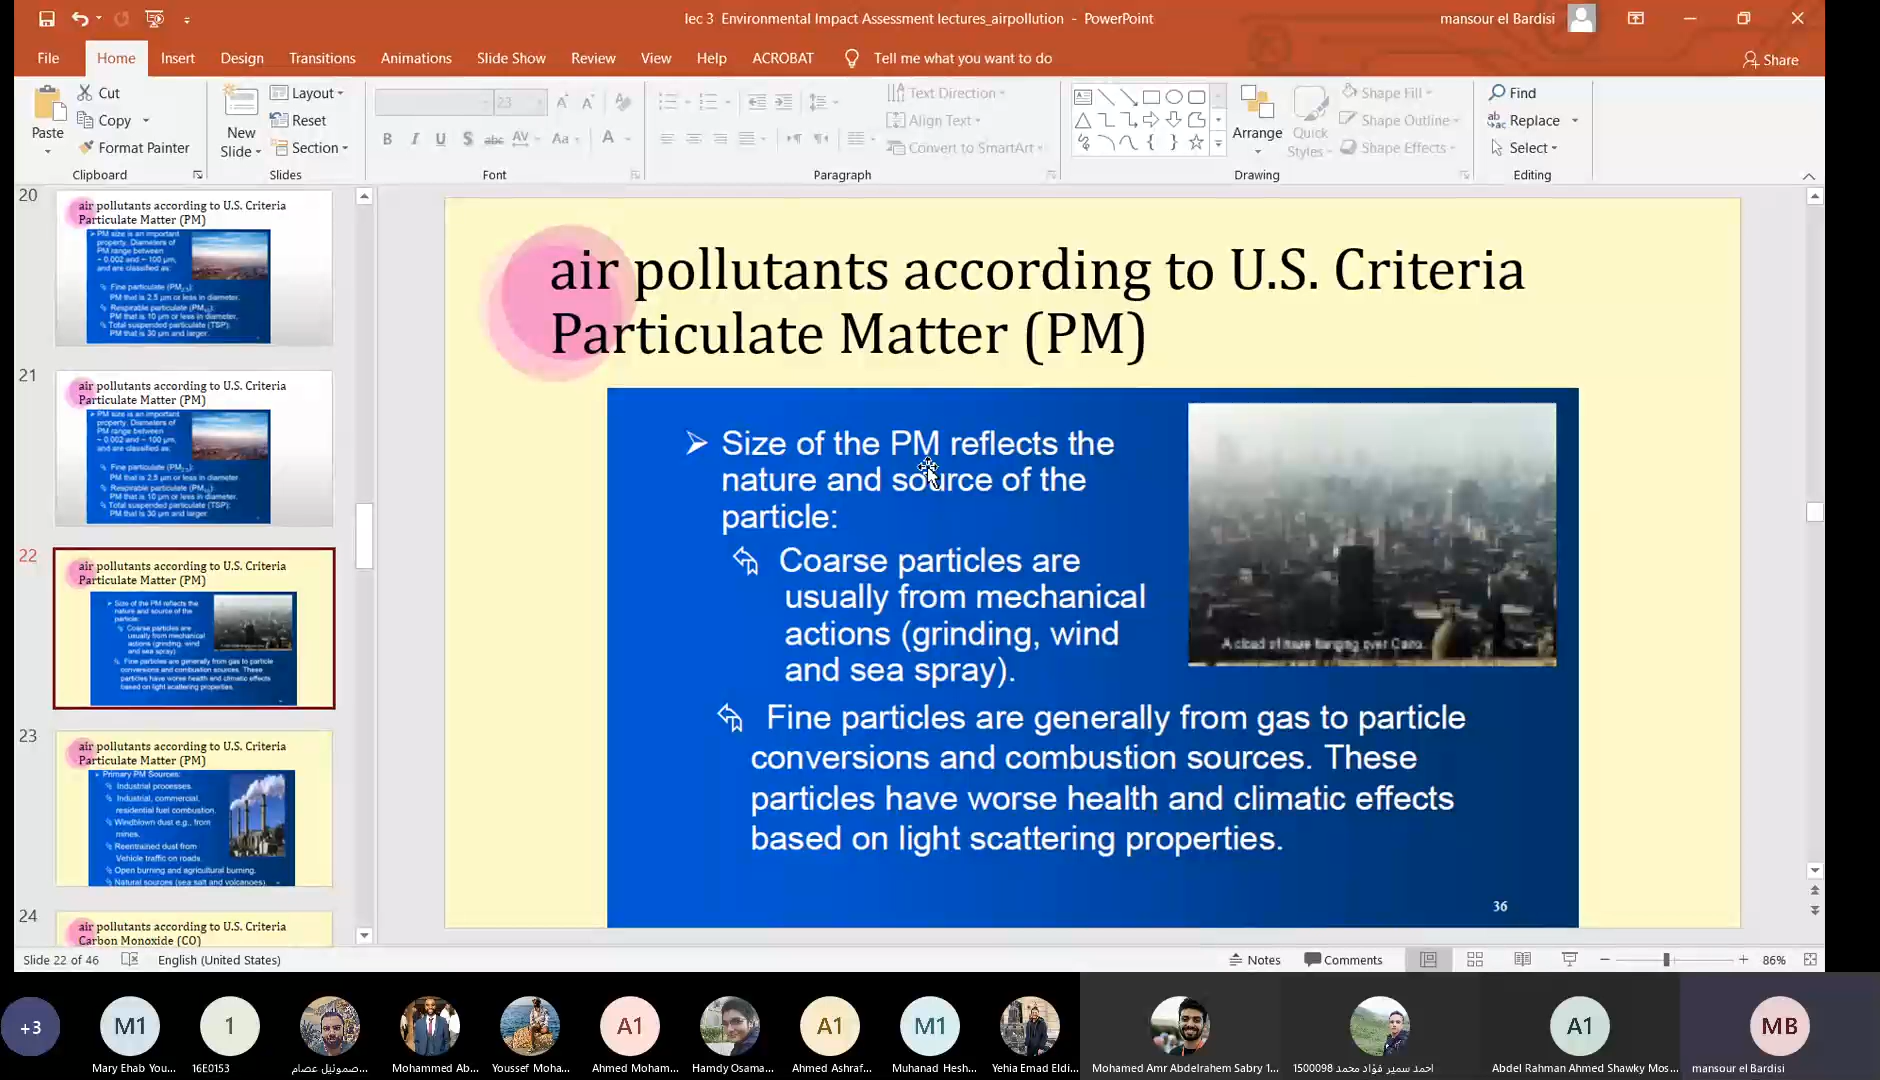 lec 3 Environmental Impact Assessment lectures_airpollution - PowerPoint
mansour el Bardisi
File Home Insert Design Transitions Animations Slide Show Review View Help ACROBAT Tell me what you want to do
Share
Paste
Cut
Copy
Format Painter
Clipboard
New
Slide
Layout
Reset
Section
Slides
23
Font
Paragraph
Text Direction
Align Text
Convert to SmartArt
Arrange
Quick
Styles
Shape Fill
Shape Outline
Shape Effects
Drawing
Find
Replace
Select
Editing
20
air pollutants according to U.S. Criteria
Particulate Matter (PM)
PM size is an important
property. Diameters of
PM range between
~ 0.002 and ~ 100 μm,
and are classified as:
Fine particulate (PM2.5):
PM that is 2.5 μm or less in diameter.
Respirable particulate (PM10):
PM that is 10 μm or less in diameter.
Total suspended particulate (TSP):
PM that is 30 μm and larger.
21
air pollutants according to U.S. Criteria
Particulate Matter (PM)
PM size is an important
property. Diameters of
PM range between
~ 0.002 and ~ 100 μm,
and are classified as:
Fine particulate (PM2.5):
PM that is 2.5 μm or less in diameter.
Respirable particulate (PM10):
PM that is 10 μm or less in diameter.
Total suspended particulate (TSP):
PM that is 30 μm and larger.
22
air pollutants according to U.S. Criteria
Particulate Matter (PM)
Size of the PM reflects the
nature and source of the
particle:
Coarse particles are
usually from mechanical
actions (grinding, wind
and sea spray).
Fine particles are generally from gas to particle
conversions and combustion sources. These
particles have worse health and climatic effects
based on light scattering properties.
23
air pollutants according to U.S. Criteria
Particulate Matter (PM)
Primary PM Sources:
Industrial processes.
Industrial, commercial,
residential fuel combustion.
Windblown dust e.g., from
mines.
Reentrained dust from
Vehicle traffic on roads.
Open burning and agricultural burning.
Natural sources (sea salt and volcanoes)
24
air pollutants according to U.S. Criteria
Carbon Monoxide (CO)
air pollutants according to U.S. Criteria
Particulate Matter (PM)
Size of the PM reflects the
nature and source of the
particle:
Coarse particles are
usually from mechanical
actions (grinding, wind
and sea spray).
A cloud of haze hanging over Cairo.
Fine particles are generally from gas to particle
conversions and combustion sources. These
particles have worse health and climatic effects
based on light scattering properties.
36
Slide 22 of 46 English (United States) Notes Comments 86%
+3 M1 1 A1 A1 M1 A1 MB
Mary Ehab You...
16E0153
صموئيل عصام...
Mohammed Ab...
Youssef Moha...
Ahmed Moham...
Hamdy Osama...
Ahmed Ashraf...
Muhanad Hesh...
Yehia Emad Eldi...
Mohamed Amr Abdelrahem Sabry 1...
احمد سمير فؤاد محمد 1500098
Abdel Rahman Ahmed Shawky Mos...
mansour el Bardisi